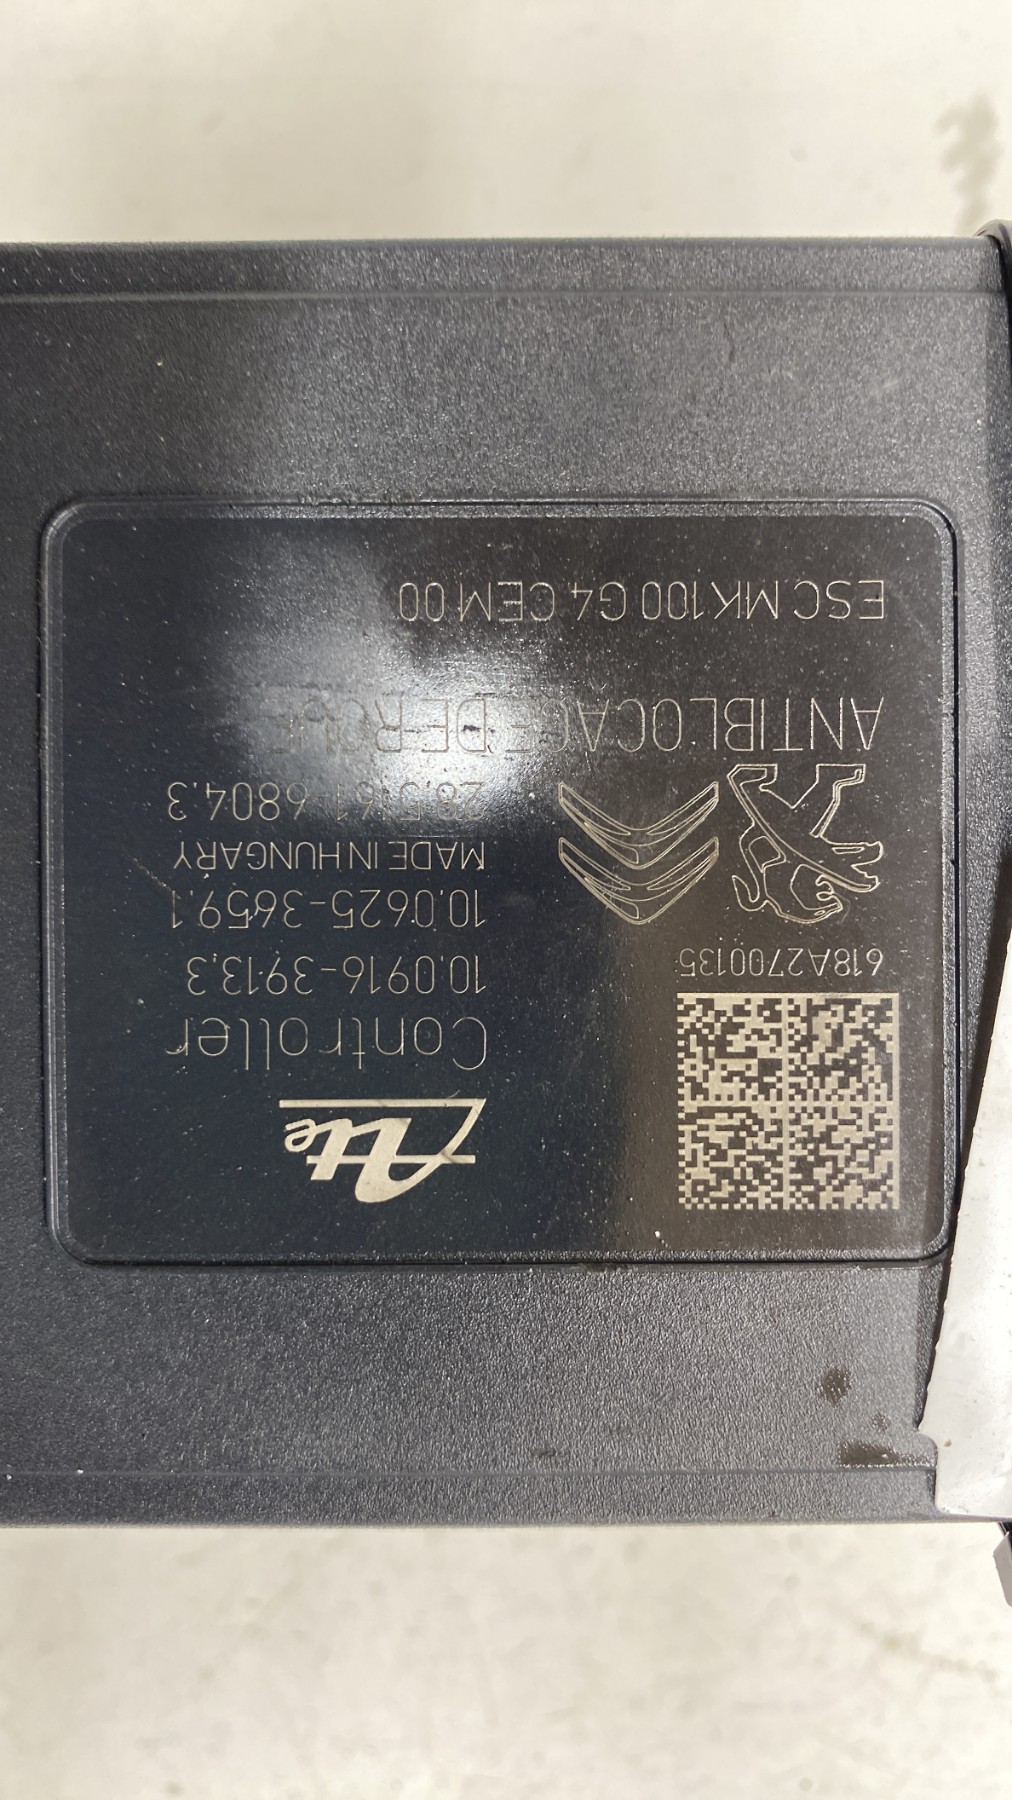 Ate
Controller
10.0916-3913.3
618A2700135
10.0625-3659.1
MADE IN HUNGARY
28.5161-6804.3
ANTIBLOCAGE DE ROUE
ESC MK100 G4 CEM 00